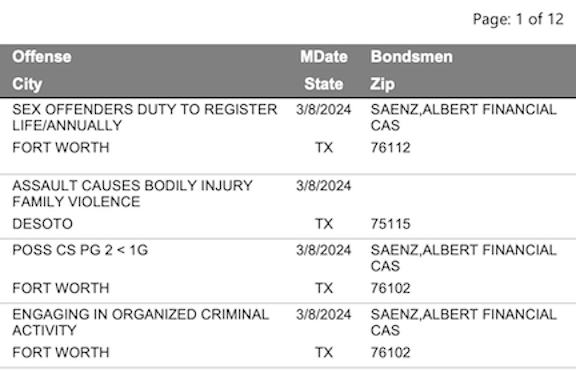 Page: 1 of 12
Offense MDate Bondsmen
City State Zip
SEX OFFENDERS DUTY TO REGISTER 3/8/2024 SAENZ,ALBERT FINANCIAL
LIFE/ANNUALLY CAS
FORT WORTH TX 76112
ASSAULT CAUSES BODILY INJURY 3/8/2024
FAMILY VIOLENCE
DESOTO TX 75115
POSS CS PG 2 < 1G 3/8/2024 SAENZ,ALBERT FINANCIAL
CAS
FORT WORTH TX 76102
ENGAGING IN ORGANIZED CRIMINAL 3/8/2024 SAENZ,ALBERT FINANCIAL
ACTIVITY CAS
FORT WORTH TX 76102